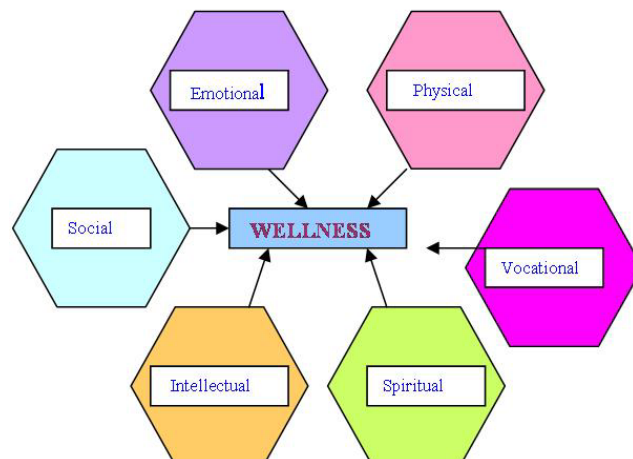 Emotional
Physical
Social
WELLNESS
Vocational
Intellectual
Spiritual